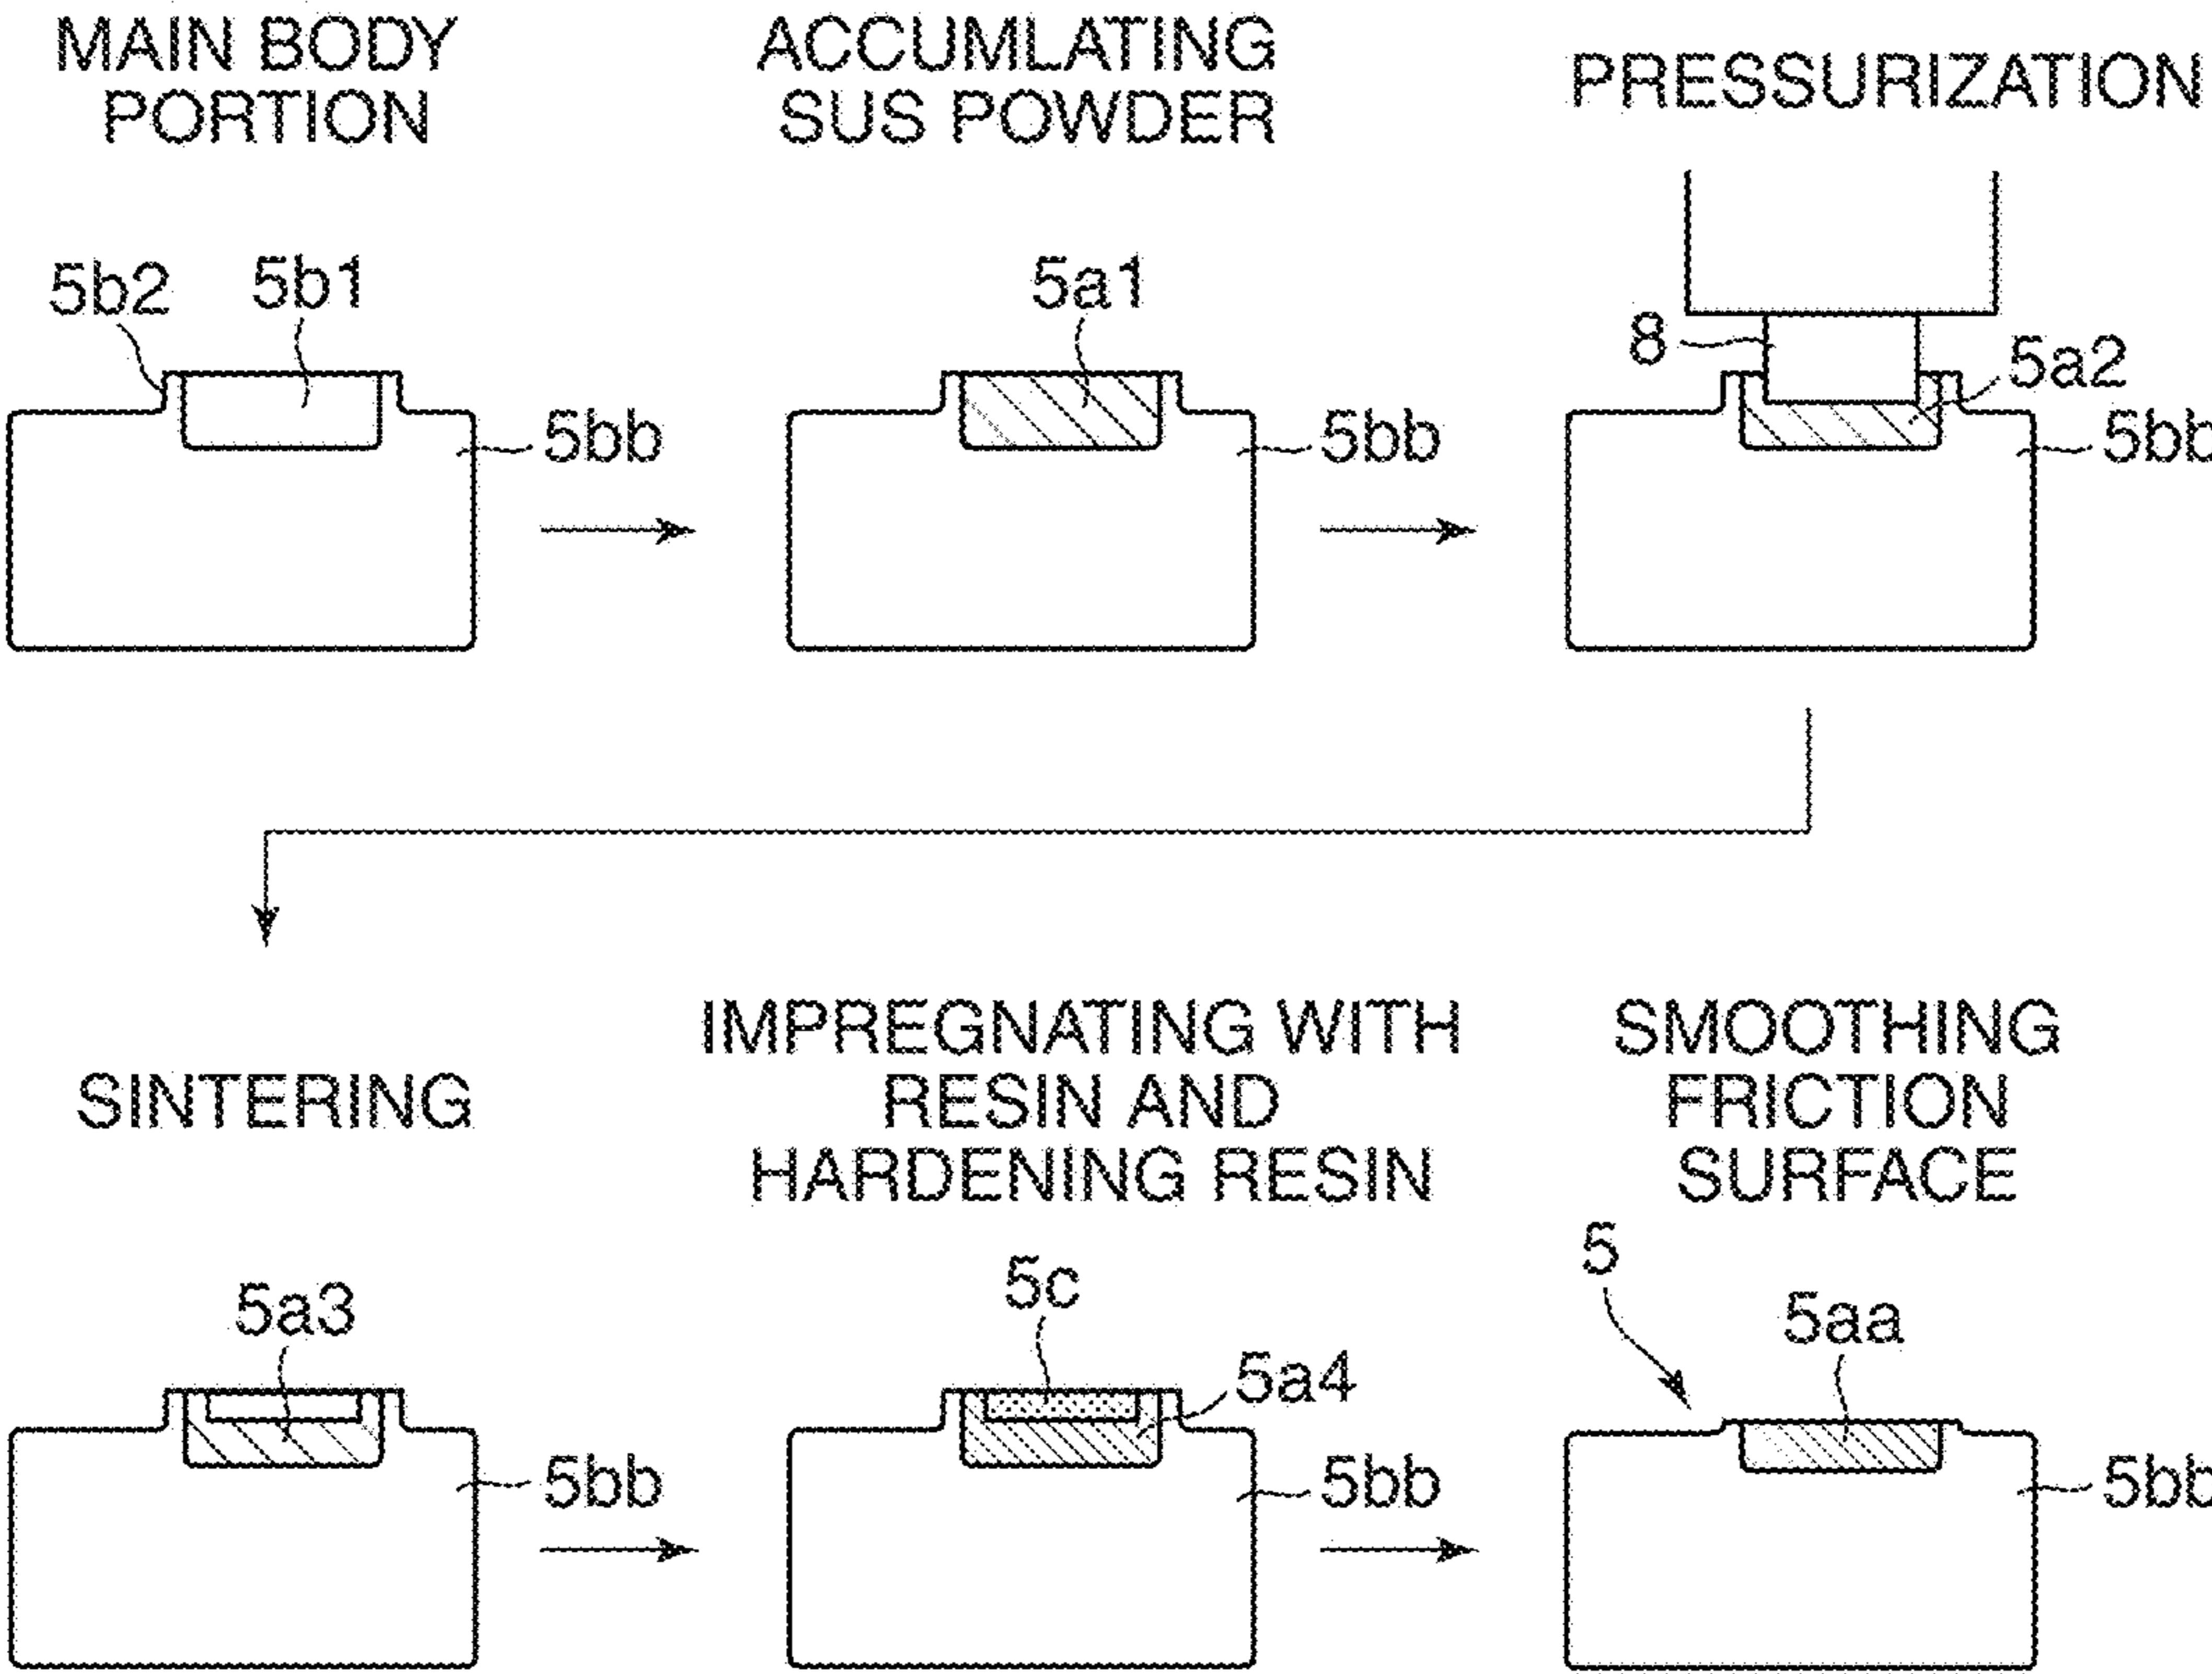 MAIN BODY
PORTION
ACCUMLATING
SUS POWDER
PRESSURIZATION
5b2
5b1
5bb
5a1
5bb
8
5a2
5bb
SINTERING
IMPREGNATING WITH
RESIN AND
HARDENING RESIN
SMOOTHING
FRICTION
SURFACE
5a3
5bb
5c
5a4
5bb
5
5aa
5bb